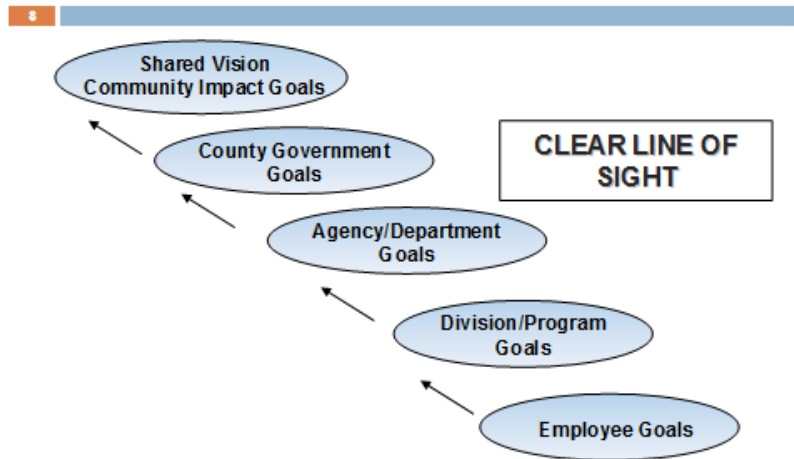 8
Shared Vision
Community Impact Goals
County Government
Goals
CLEAR LINE OF
SIGHT
Agency/Department
Goals
Division/Program
Goals
Employee Goals